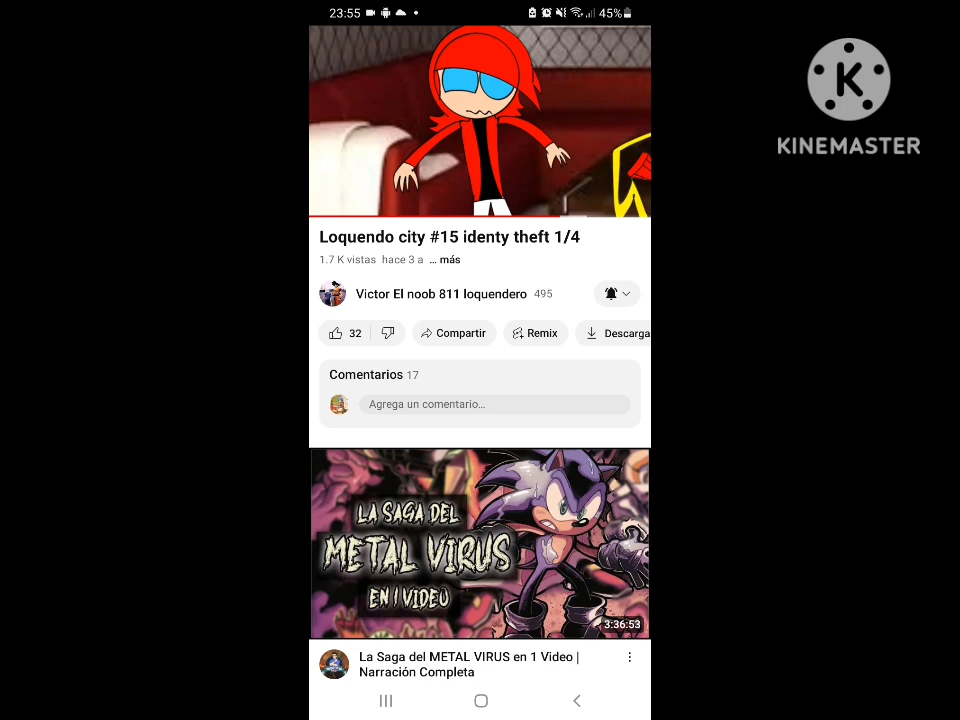 23:55
45%
K
KINEMASTER
Loquendo city #15 identy theft 1/4
1.7 K vistas hace 3 a ... más
Victor El noob 811 loquendero 495
32 Compartir Remix Descarga
Comentarios 17
Agrega un comentario...
LA SAGA DEL
METAL VIRUS
EN 1 VIDEO
3:36:53
La Saga del METAL VIRUS en 1 Video |
Narración Completa